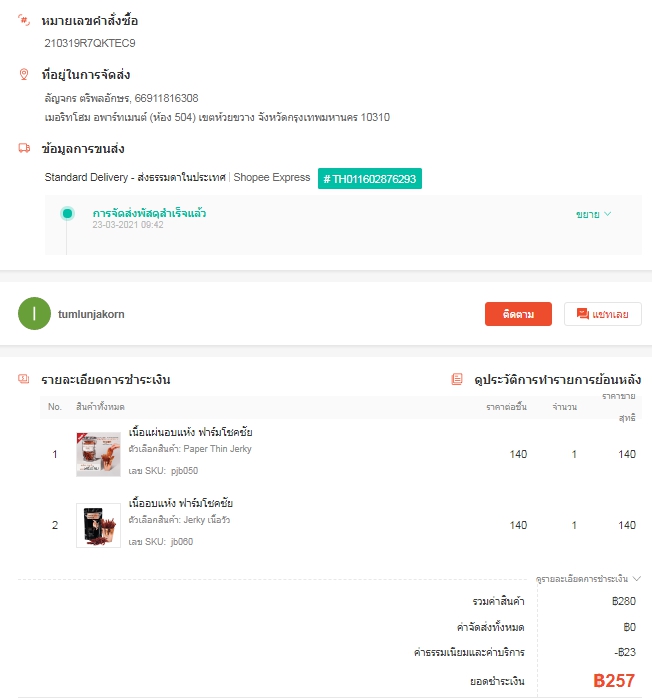 หมายเลขคำสั่งซื้อ
210319R7QKTEC9
ที่อยู่ในการจัดส่ง
ลัญจกร ตริพลอักษร, 66911816308
เมอริทโฮม อพาร์ทเมนต์ (ห้อง 504) เขตห้วยขวาง จังหวัดกรุงเทพมหานคร 10310
ข้อมูลการขนส่ง
Standard Delivery - ส่งธรรมดาในประเทศ | Shopee Express # TH011602876293
การจัดส่งพัสดุสำเร็จแล้ว ขยาย
23-03-2021 09:42
I tumlunjakorn ติดตาม แชทเลย
รายละเอียดการชำระเงิน ดูประวัติการทำรายการย้อนหลัง
No. สินค้าทั้งหมด ราคาต่อชิ้น จำนวน ราคาขายสุทธิ
เนื้อแผ่นอบแห้ง ฟาร์มโชคชัย
ตัวเลือกสินค้า: Paper Thin Jerky
1 140 1 140
เลข SKU: pjb050
เนื้ออบแห้ง ฟาร์มโชคชัย
ตัวเลือกสินค้า: Jerky เนื้อวัว
2 140 1 140
เลข SKU: jb060
ดูรายละเอียดการชำระเงิน
รวมค่าสินค้า ฿280
ค่าจัดส่งทั้งหมด ฿0
ค่าธรรมเนียมและค่าบริการ -฿23
ยอดชำระเงิน ฿257